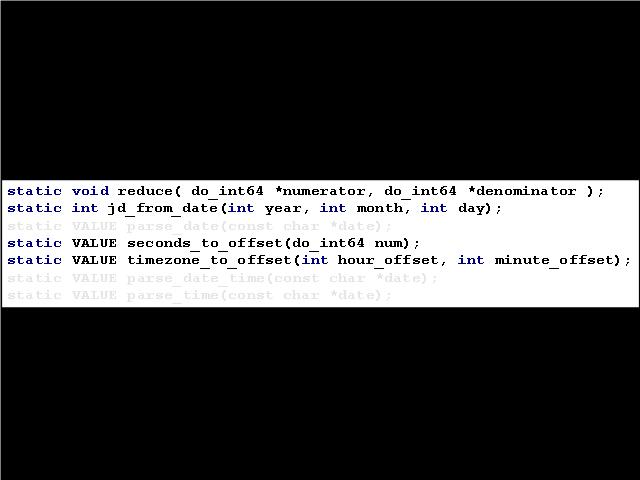 static void reduce( do_int64 *numerator, do_int64 *denominator );
static int jd_from_date(int year, int month, int day);
static VALUE parse_date(const char *date);
static VALUE seconds_to_offset(do_int64 num);
static VALUE timezone_to_offset(int hour_offset, int minute_offset);
static VALUE parse_date_time(const char *date);
static VALUE parse_time(const char *date);